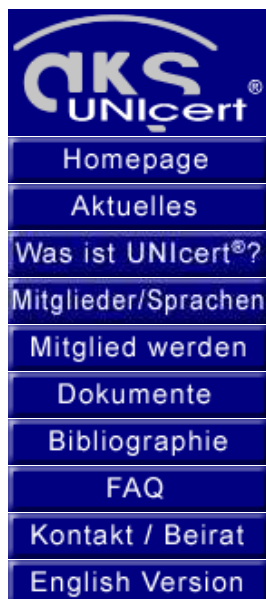 aks
UNIcert®
Homepage
Aktuelles
Was ist UNIcert®?
Mitglieder/Sprachen
Mitglied werden
Dokumente
Bibliographie
FAQ
Kontakt / Beirat
English Version